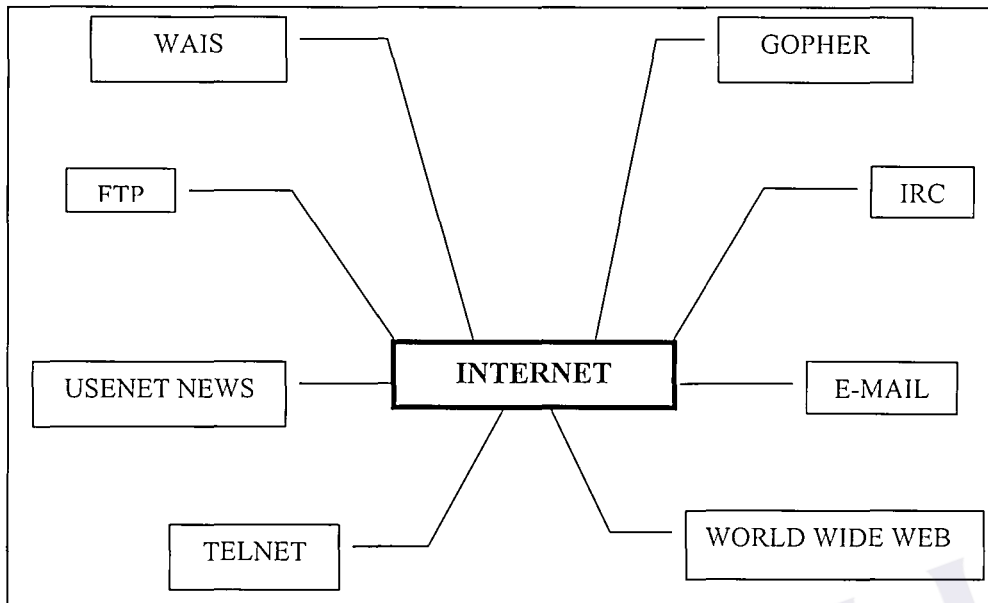 WAIS
GOPHER
FTP
IRC
INTERNET
USENET NEWS
E-MAIL
TELNET
WORLD WIDE WEB